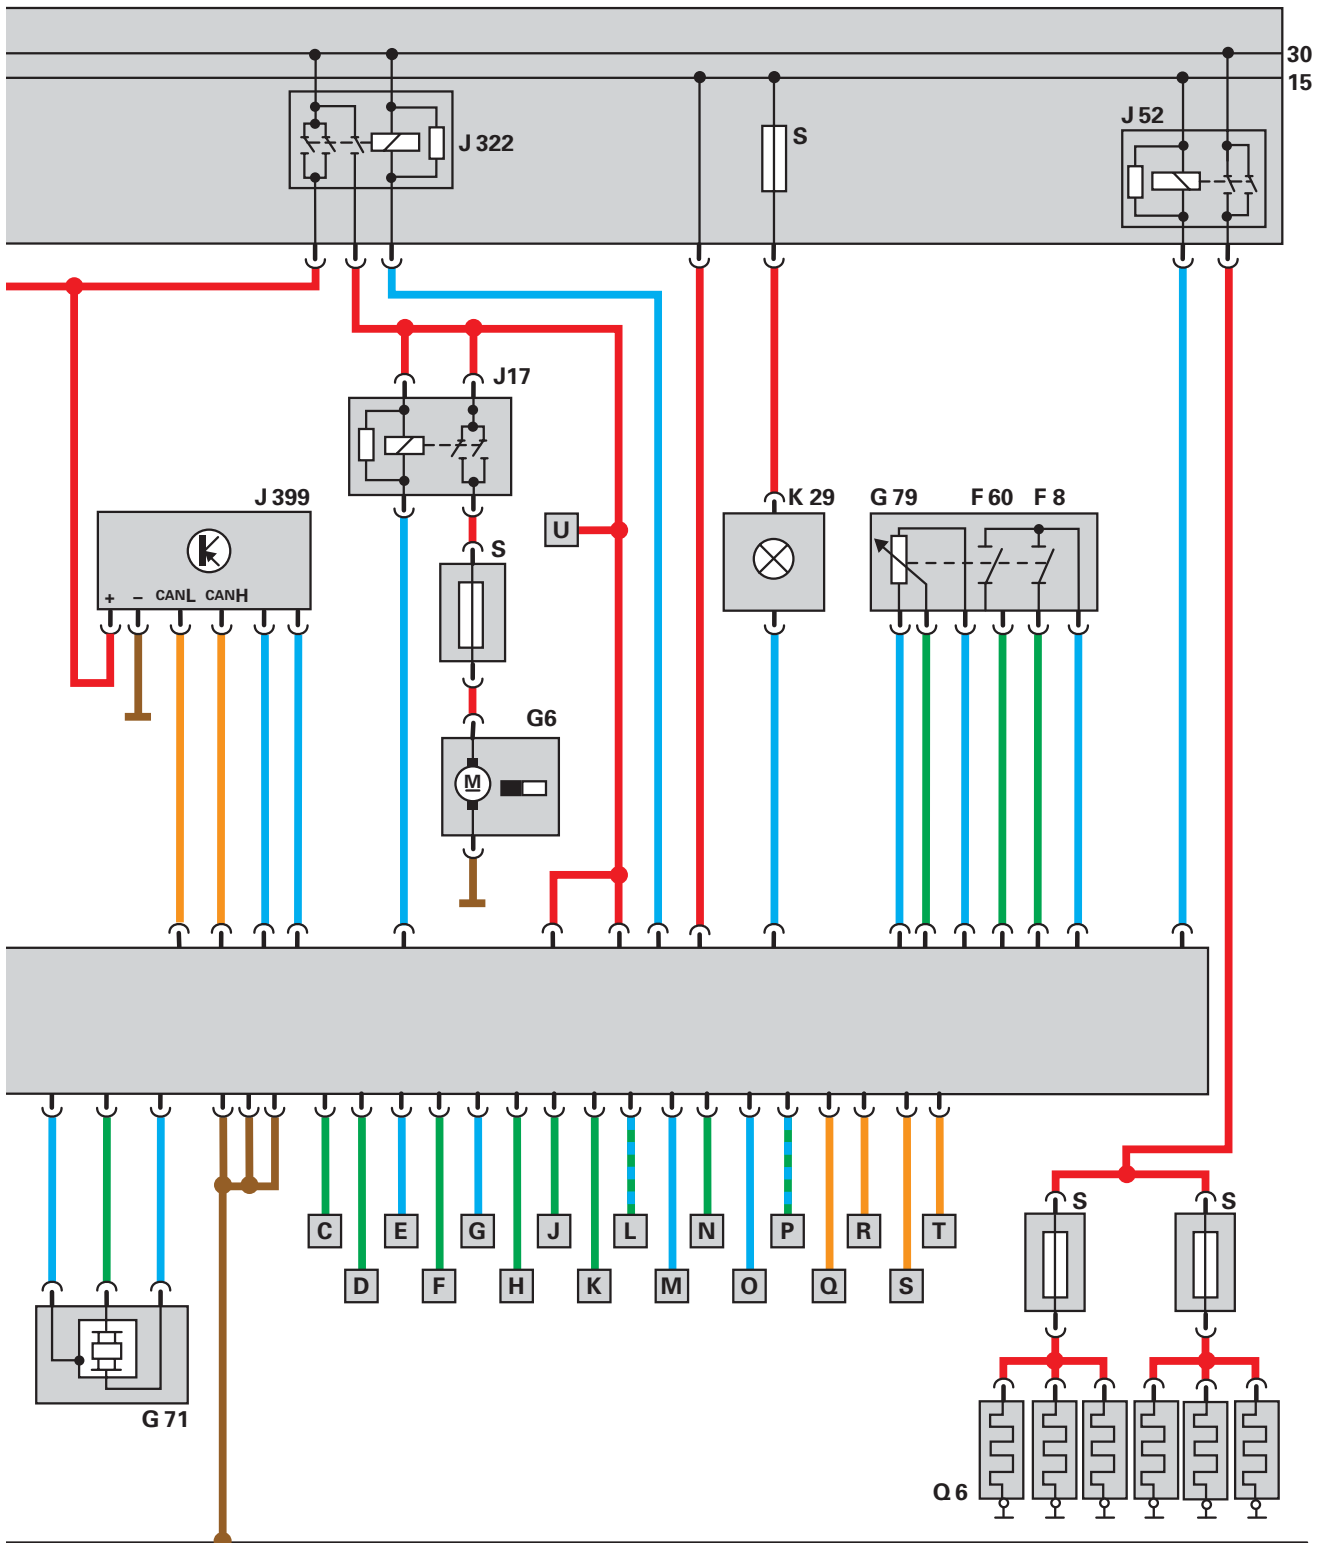 30
15
J 52
J 322
S
J17
J 399
K 29
G 79 F 60 F 8
U
S
+ – CANL CANH
G6
M
C E G J L N P R T
D F H K M O Q S
S S
G 71
Q 6